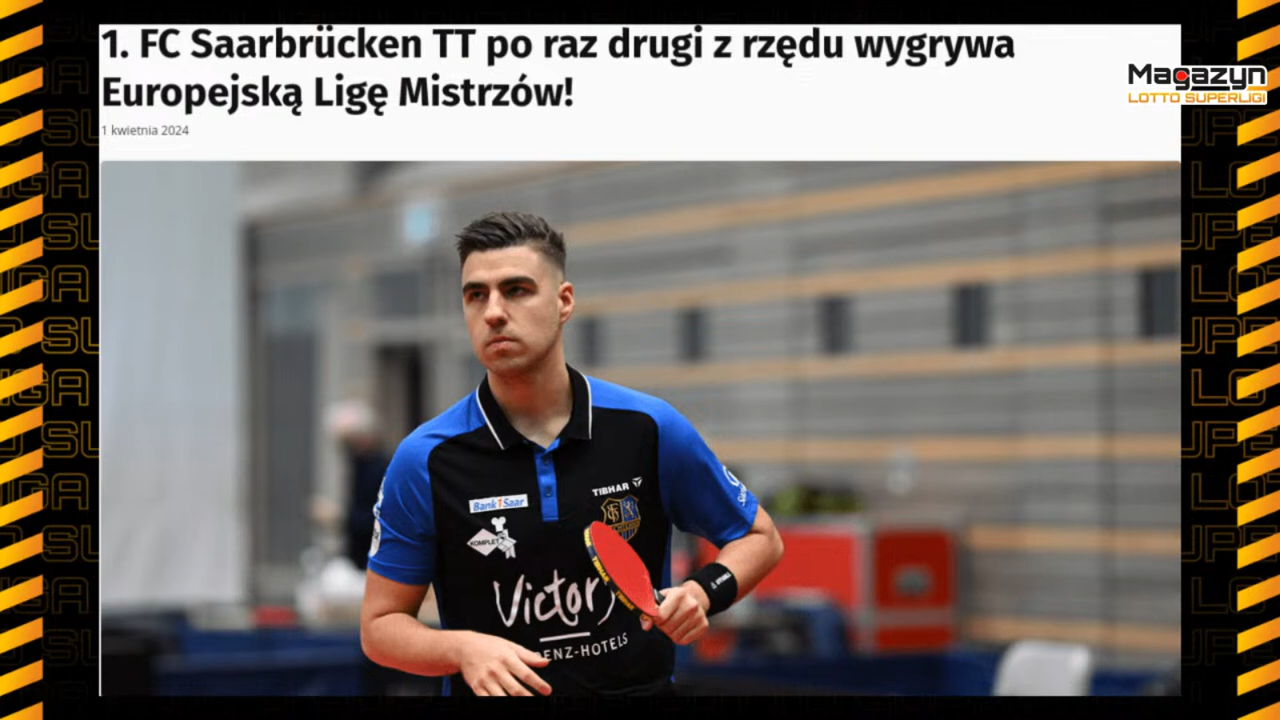 1. FC Saarbrücken TT po raz drugi z rzędu wygrywa
Europejską Ligę Mistrzów!
1 kwietnia 2024
Magazyn
LOTTO SUPERLIGI
TIBHAR
Bank1Saar
KOMPLET
TIBHAR
Victor
ENZ-HOTELS